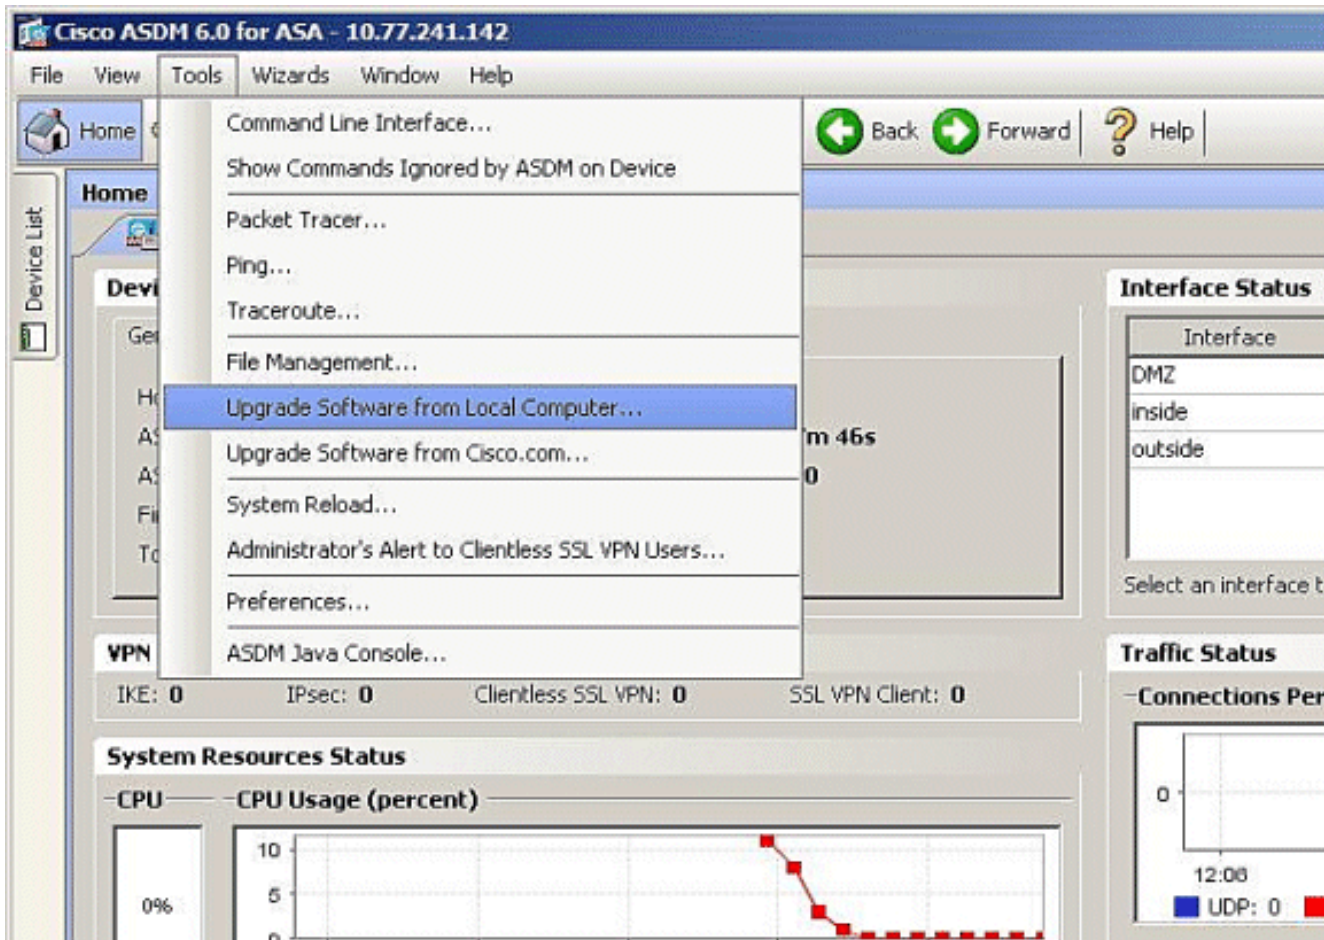 Cisco ASDM 6.0 for ASA - 10.77.241.142
File View Tools Wizards Window Help
Home Back Forward Help
Command Line Interface...
Show Commands Ignored by ASDM on Device
Packet Tracer...
Ping...
Traceroute...
File Management...
Upgrade Software from Local Computer...
Upgrade Software from Cisco.com...
System Reload...
Administrator's Alert to Clientless SSL VPN Users...
Preferences...
ASDM Java Console...
Device List
Home
Interface Status
Interface
DMZ
inside
outside
m 46s
0
Select an interface
VPN
IKE: 0 IPsec: 0 Clientless SSL VPN: 0 SSL VPN Client: 0
Traffic Status
Connections Per
0
12:08
UDP: 0
System Resources Status
CPU CPU Usage (percent)
0%
10
5
0